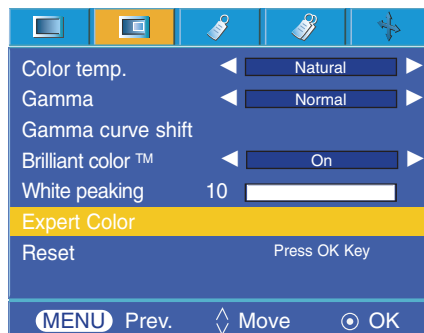 Color temp. Natural
Gamma Normal
Gamma curve shift
Brilliant color ™ On
White peaking 10
Expert Color
Reset Press OK Key
MENU Prev. Move OK